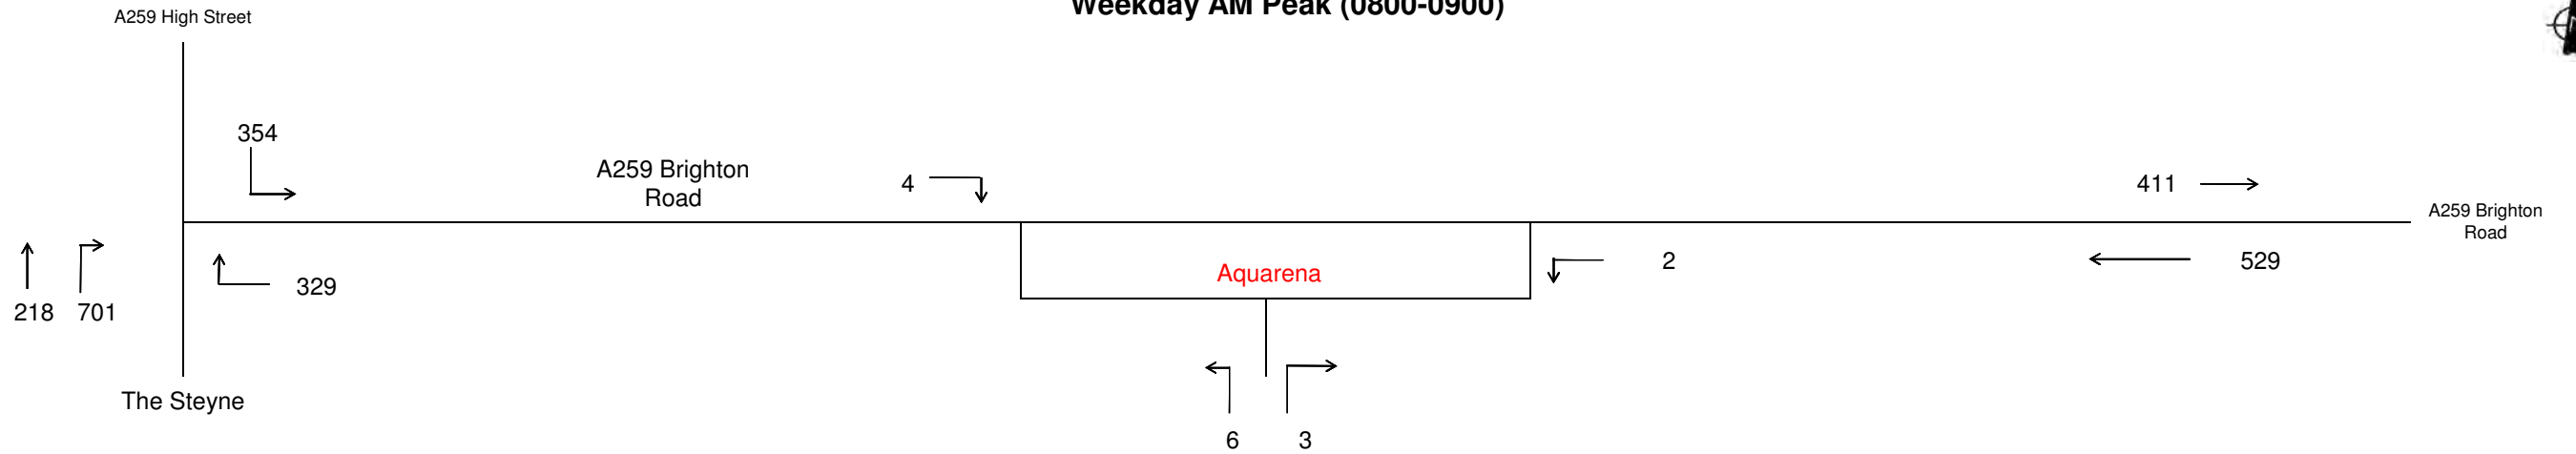 Weekday AM Peak (0800-0900)
A259 High Street
354
A259 Brighton
Road
4
411
A259 Brighton
Road
329
Aquarena
2
529
218
701
The Steyne
6
3